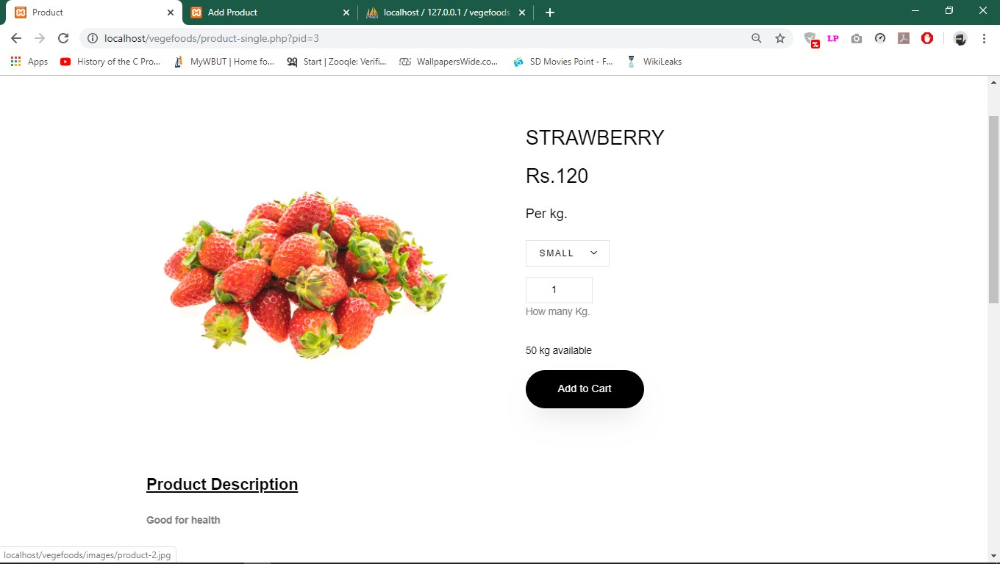 Product
Add Product
localhost / 127.0.0.1 / vegefoods
localhost/vegefoods/product-single.php?pid=3
%
LP
Apps
History of the C Pro...
MyWBUT | Home fo...
Start | Zooqle: Verifi...
WallpapersWide.co...
SD Movies Point - F...
WikiLeaks
STRAWBERRY
Rs.120
Per kg.
SMALL
1
How many Kg.
50 kg available
Add to Cart
Product Description
Good for health
localhost/vegefoods/images/product-2.jpg